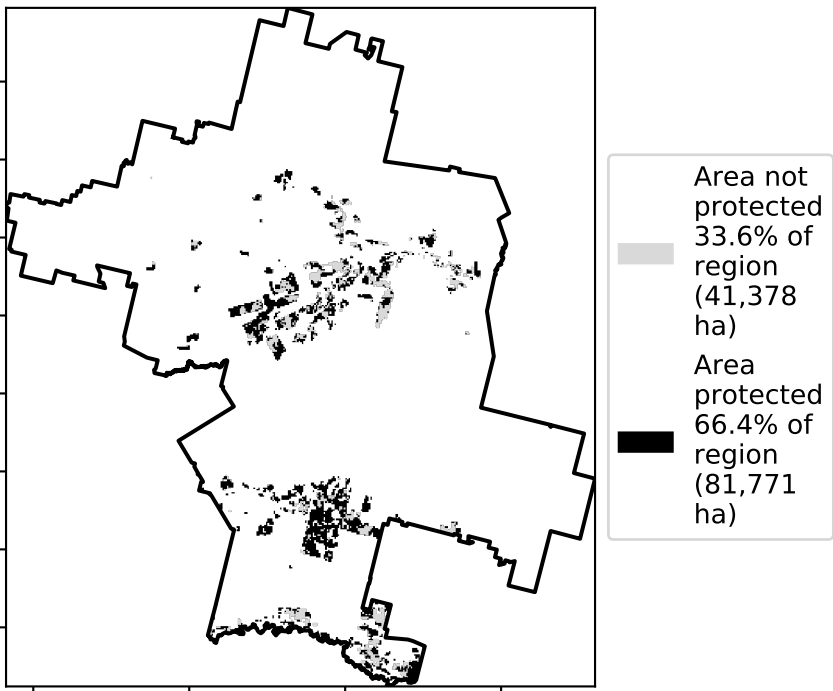 Area not
protected
33.6% of
region
(41,378
ha)
Area
protected
66.4% of
region
(81,771
ha)